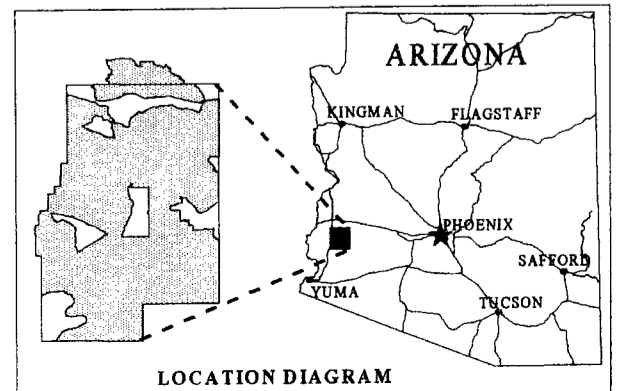 ARIZONA
KINGMAN
FLAGSTAFF
PHOENIX
SAFFORD
YUMA
TUCSON
LOCATION DIAGRAM